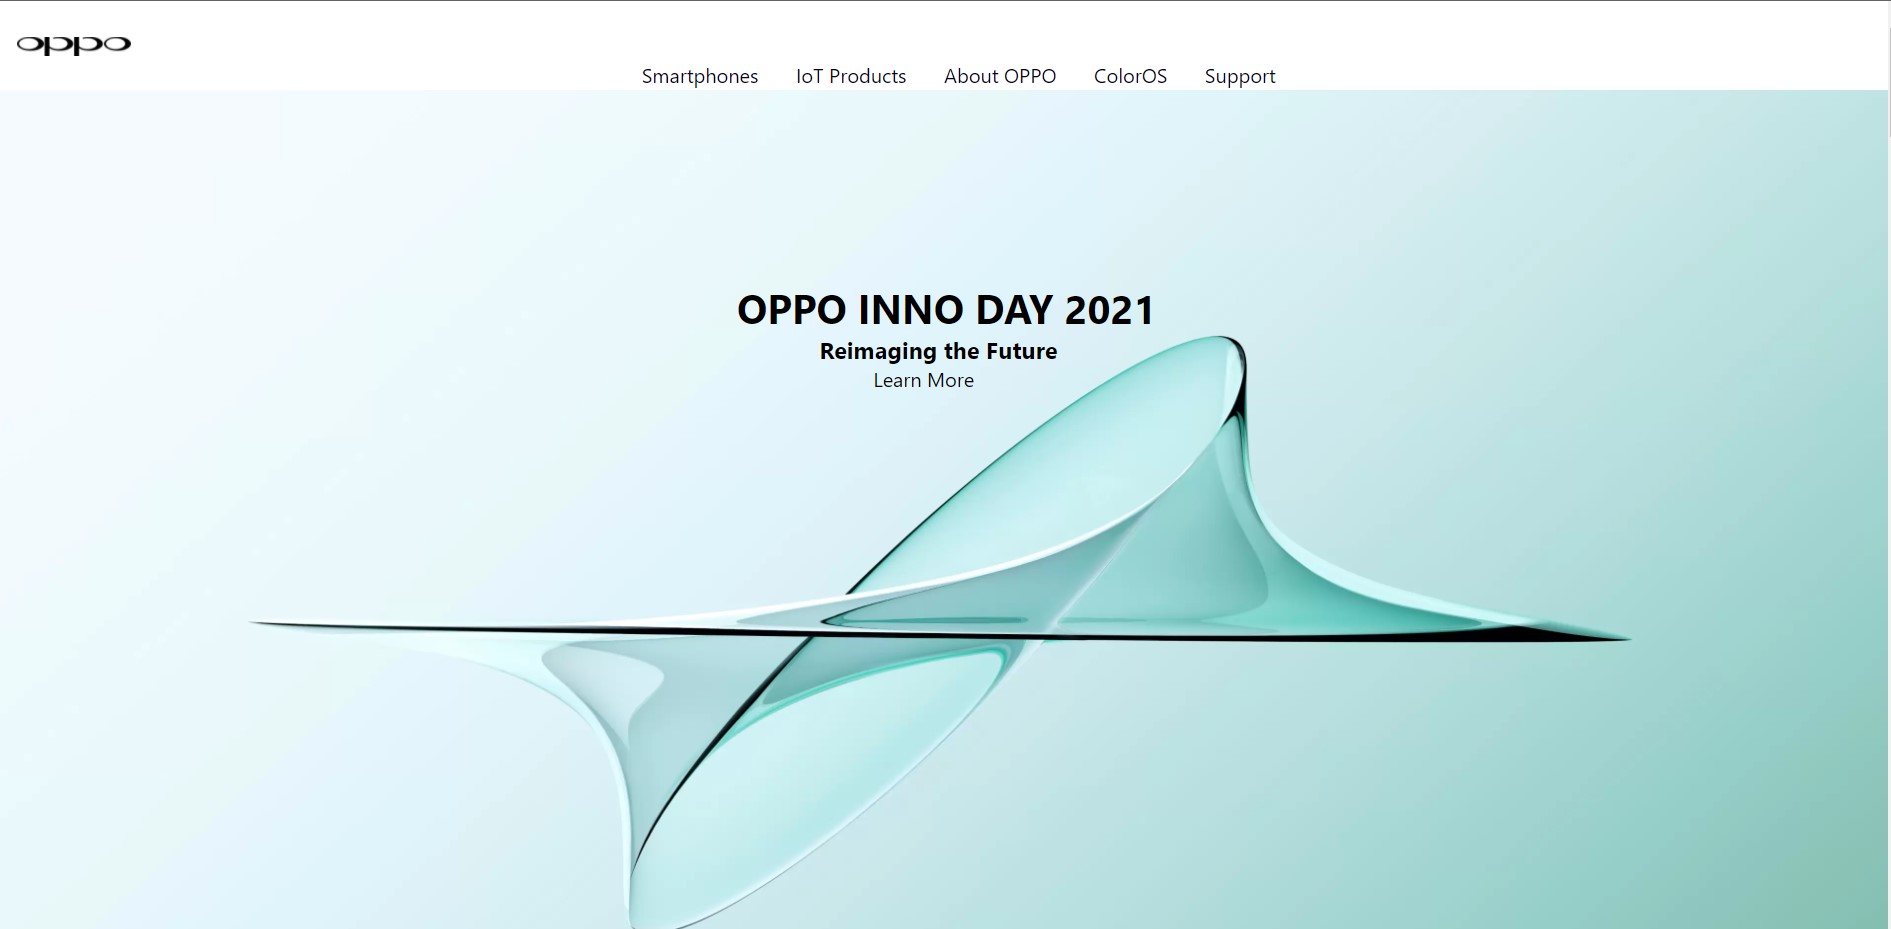 oppo
Smartphones IoT Products About OPPO ColorOS Support
OPPO INNO DAY 2021
Reimaging the Future
Learn More